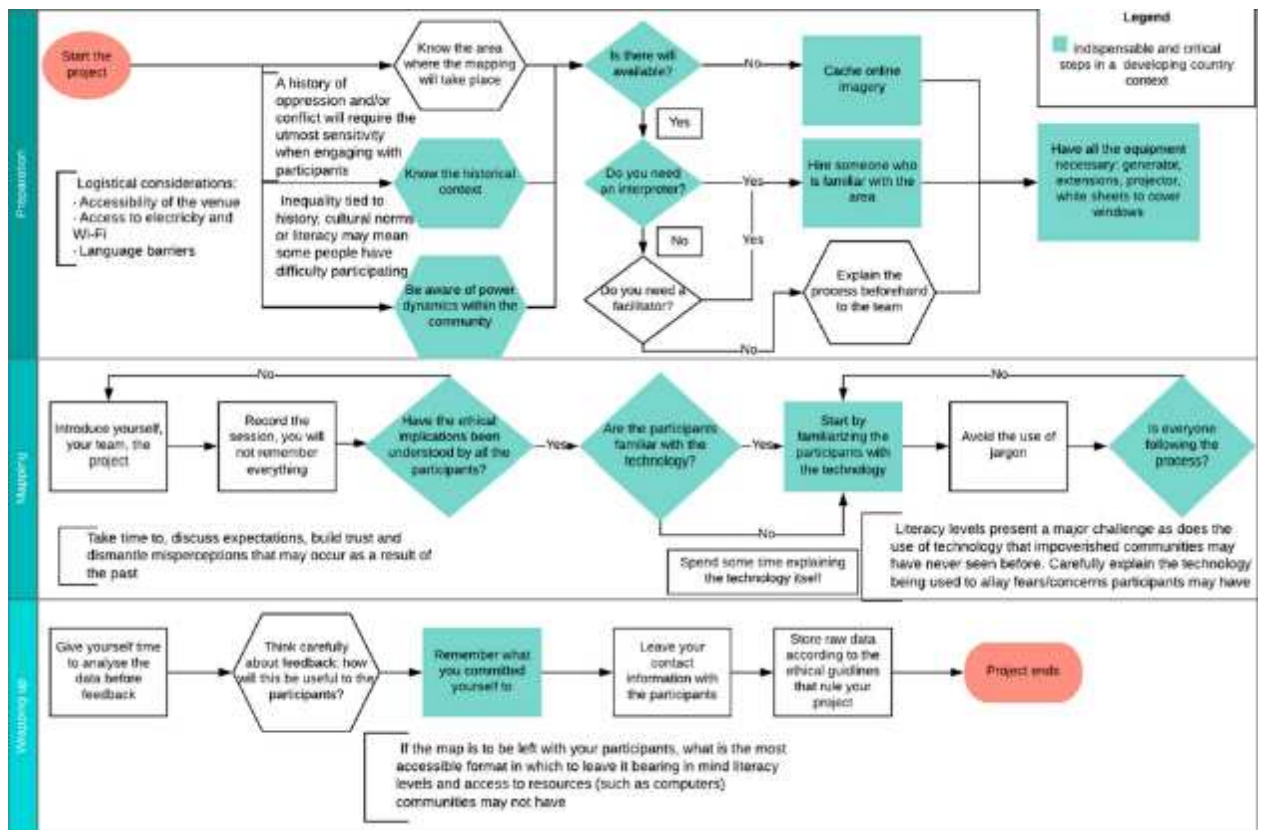 Legend
indispensable and critical
steps in a developing country
context
Preparation
Start the
project
Know the area
where the mapping
will take place
Is there wifi
available?
No
Cache online
imagery
A history of
oppression and/or
conflict will require the
utmost sensitivity
when engaging with
participants
Yes
Logistical considerations:
- Accessibility of the venue
- Access to electricity and
Wi-Fi
- Language barriers
Know the historical
context
Do you need
an interpreter?
Yes
Hire someone who
is familiar with the
area
Have all the equipment
necessary: generator,
extensions, projector,
white sheets to cover
windows
Inequality tied to
history, cultural norms
or literacy may mean
some people have
difficulty participating
No
Yes
Be aware of power
dynamics within the
community
Do you need a
facilitator?
Explain the
process beforehand
to the team
No
Mapping
No
No
Introduce yourself,
your team, the
project
Record the
session, you will
not remember
everything
Have the ethical
implications been
understood by all the
participants?
Yes
Are the participants
familiar with the
technology?
Yes
Start by
familiarizing the
participants with
the technology
Avoid the use of
jargon
Is everyone
following the
process?
No
Take time to, discuss expectations, build trust and
dismantle misperceptions that may occur as a result of
the past
Spend some time explaining
the technology itself
Literacy levels present a major challenge as does the
use of technology that impoverished communities may
have never seen before. Carefully explain the technology
being used to allay fears/concerns participants may have
Wrapping up
Give yourself time
to analyse the
data before
feedback
Think carefully
about feedback: how
will this be useful to the
participants?
Remember what
you committed
yourself to
Leave your
contact
information with
the participants
Store raw data
according to the
ethical guidlines
that rule your
project
Project ends
If the map is to be left with your participants, what is the most
accessible format in which to leave it bearing in mind literacy
levels and access to resources (such as computers)
communities may not have